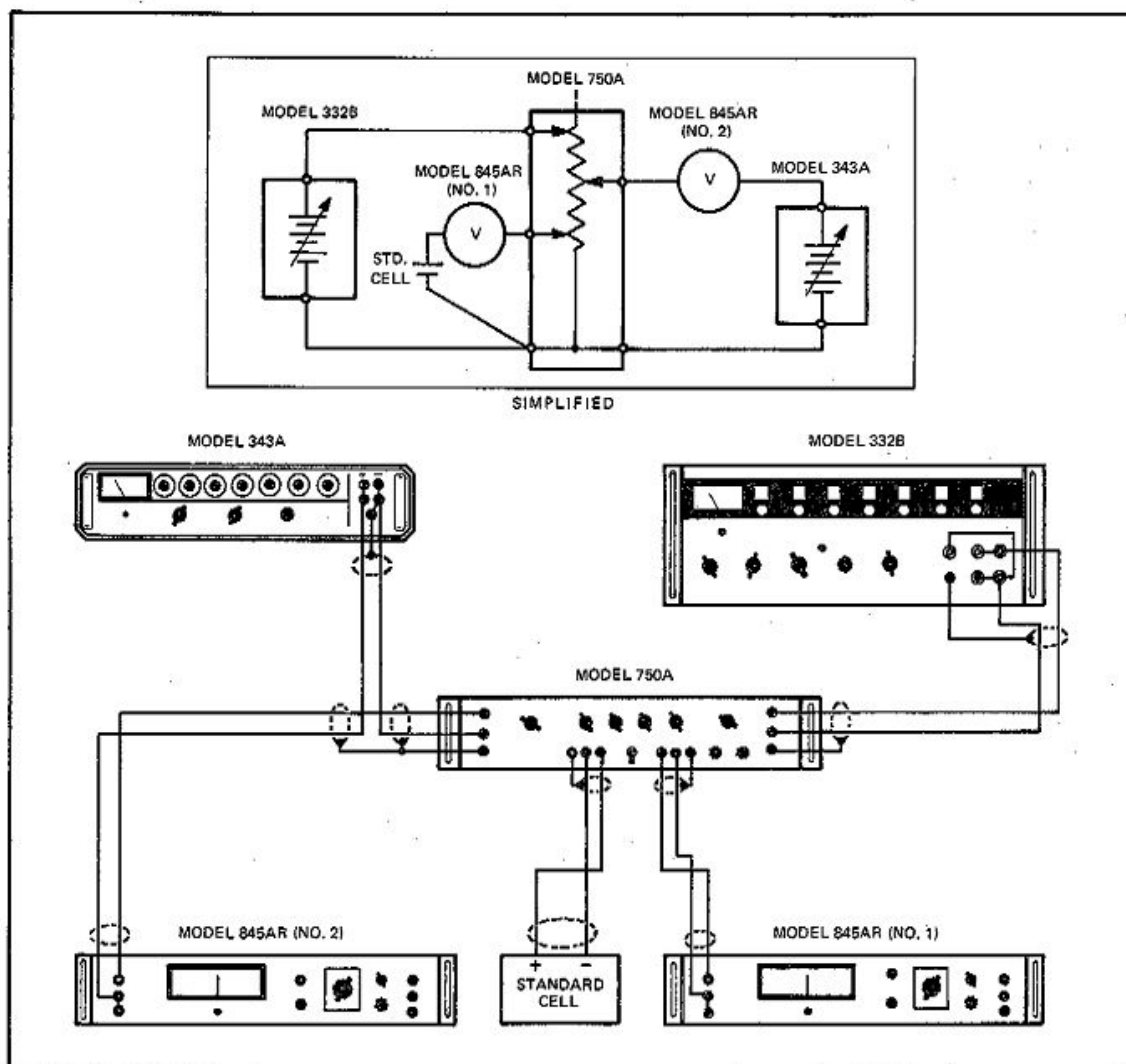 MODEL 750A
MODEL 332B
MODEL 845AR
(NO. 2)
MODEL 845AR
(NO. 1)
MODEL 343A
V
V
STD.
CELL
SIMPLIFIED
MODEL 343A
MODEL 332B
MODEL 750A
MODEL 845AR (NO. 2)
MODEL 845AR (NO. 1)
+ −
STANDARD
CELL